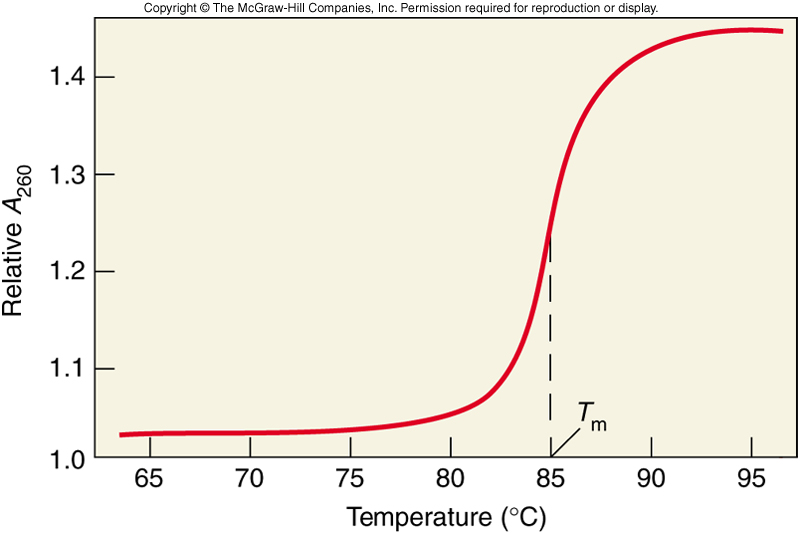 Copyright © The McGraw-Hill Companies, Inc. Permission required for reproduction or display.
Relative A260
1.4
1.3
1.2
1.1
1.0
Tm
65 70 75 80 85 90 95
Temperature (°C)